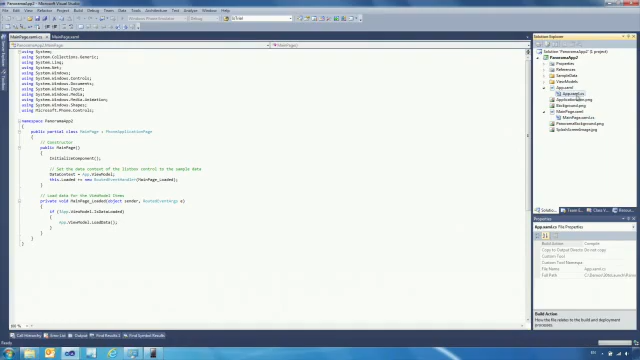 PanoramaApp2 - Microsoft Visual Studio
File Edit View Project Build Debug Team Data Tools Architecture Test Analyze Window Help
MainPage.xaml.cs MainPage.xaml
PanoramaApp2.MainPage
MainPage()
using System;
using System.Collections.Generic;
using System.Linq;
using System.Net;
using System.Windows;
using System.Windows.Controls;
using System.Windows.Documents;
using System.Windows.Input;
using System.Windows.Media;
using System.Windows.Media.Animation;
using System.Windows.Shapes;
using Microsoft.Phone.Controls;
namespace PanoramaApp2
{
public partial class MainPage : PhoneApplicationPage
{
// Constructor
public MainPage()
{
InitializeComponent();
// Set the data context of the listbox control to the sample data
DataContext = App.ViewModel;
this.Loaded += new RoutedEventHandler(MainPage_Loaded);
}
// Load data for the ViewModel Items
private void MainPage_Loaded(object sender, RoutedEventArgs e)
{
if (!App.ViewModel.IsDataLoaded)
{
App.ViewModel.LoadData();
}
}
}
}
Solution Explorer
Solution 'PanoramaApp2' (1 project)
PanoramaApp2
Properties
References
SampleData
ViewModels
App.xaml
App.xaml.cs
ApplicationIcon.png
Background.png
MainPage.xaml
MainPage.xaml.cs
PanoramaBackground.png
SplashScreenImage.jpg
Properties
App.xaml.cs File Properties
Build Action Compile
Copy to Output Director
Custom Tool
Custom Tool Namespa
File Name App.xaml.cs
Full Path
Build Action
How the file relates to the build and deployment
processes.
Call Hierarchy Error List Output Find Results 2 Find Symbol Results
Ready